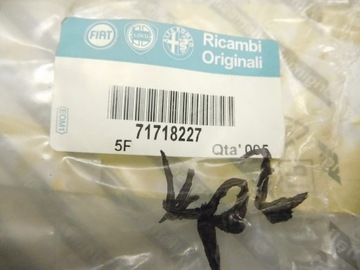 FIAT LANCIA ALFA ROMEO Ricambi
Originali
71718227
5F Qta' 005